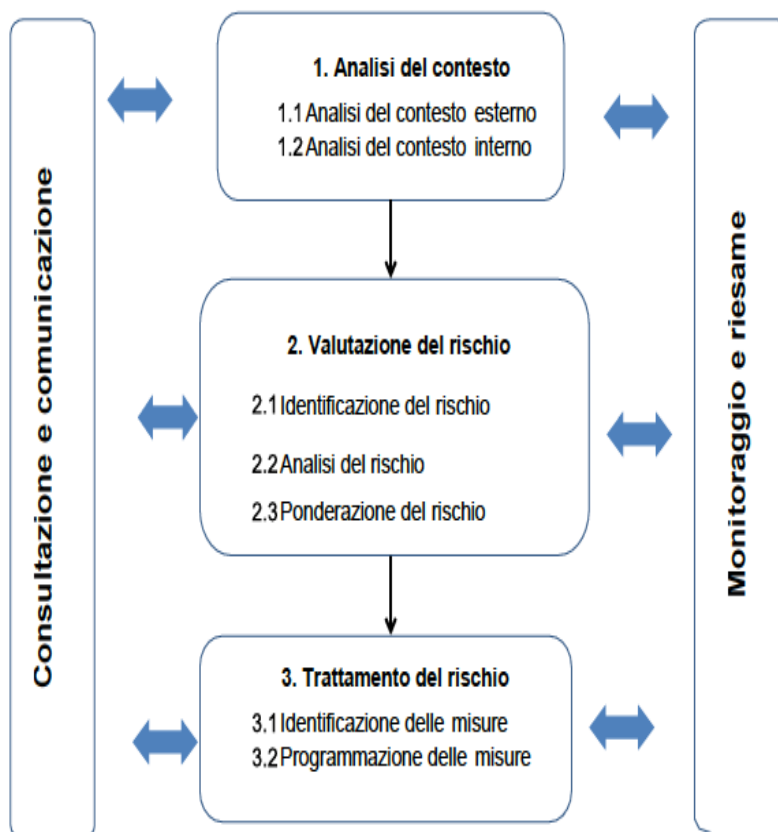 Consultazione e comunicazione
1. Analisi del contesto
1.1 Analisi del contesto esterno
1.2 Analisi del contesto interno
2. Valutazione del rischio
2.1 Identificazione del rischio
2.2 Analisi del rischio
2.3 Ponderazione del rischio
3. Trattamento del rischio
3.1 Identificazione delle misure
3.2 Programmazione delle misure
Monitoraggio e riesame